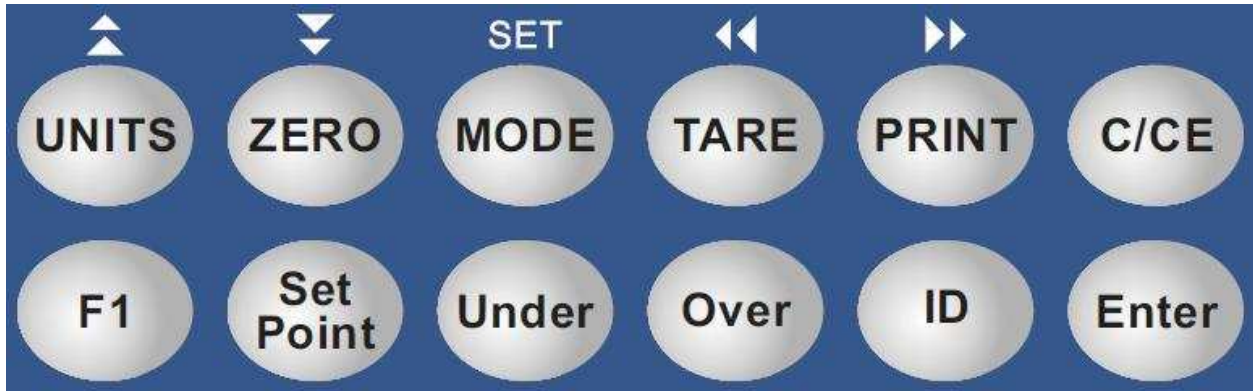 SET
UNITS ZERO MODE TARE PRINT C/CE
F1 Set Point Under Over ID Enter